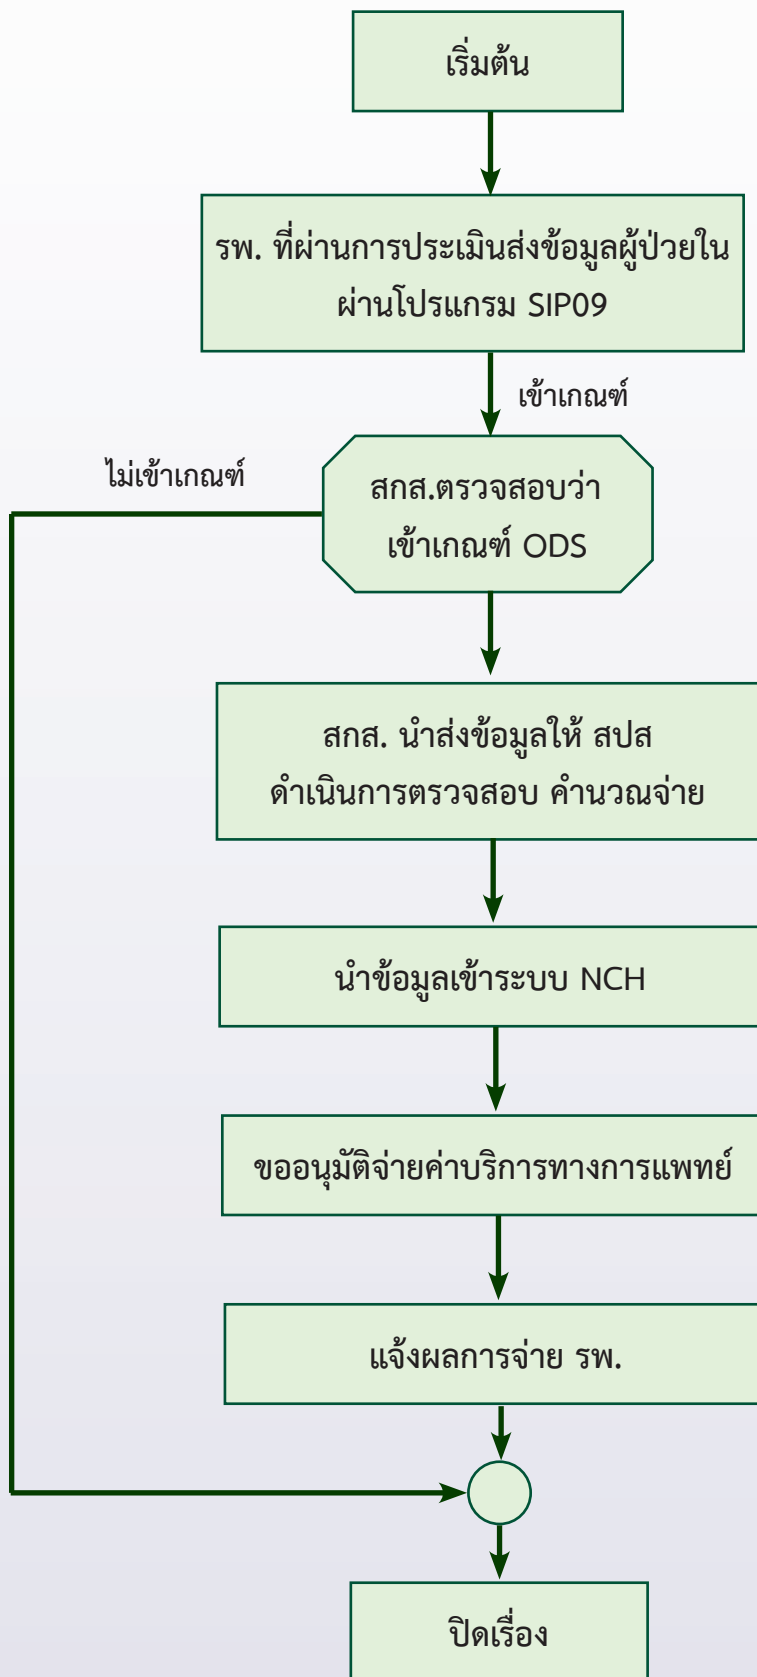 เริ่มต้น
รพ. ที่ผ่านการประเมินส่งข้อมูลผู้ป่วยใน
ผ่านโปรแกรม SIP09
เข้าเกณฑ์
ไม่เข้าเกณฑ์
สกส.ตรวจสอบว่า
เข้าเกณฑ์ ODS
สกส. นำส่งข้อมูลให้ สปส
ดำเนินการตรวจสอบ คำนวณจ่าย
นำข้อมูลเข้าระบบ NCH
ขออนุมัติจ่ายค่าบริการทางการแพทย์
แจ้งผลการจ่าย รพ.
ปิดเรื่อง